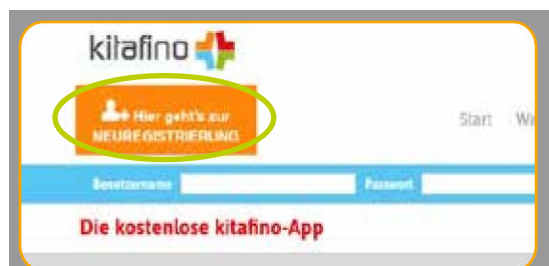 kitafino
Hier geht's zur
NEUREGISTRIERUNG
Start
Benutzername Passwort
Die kostenlose kitafino-App